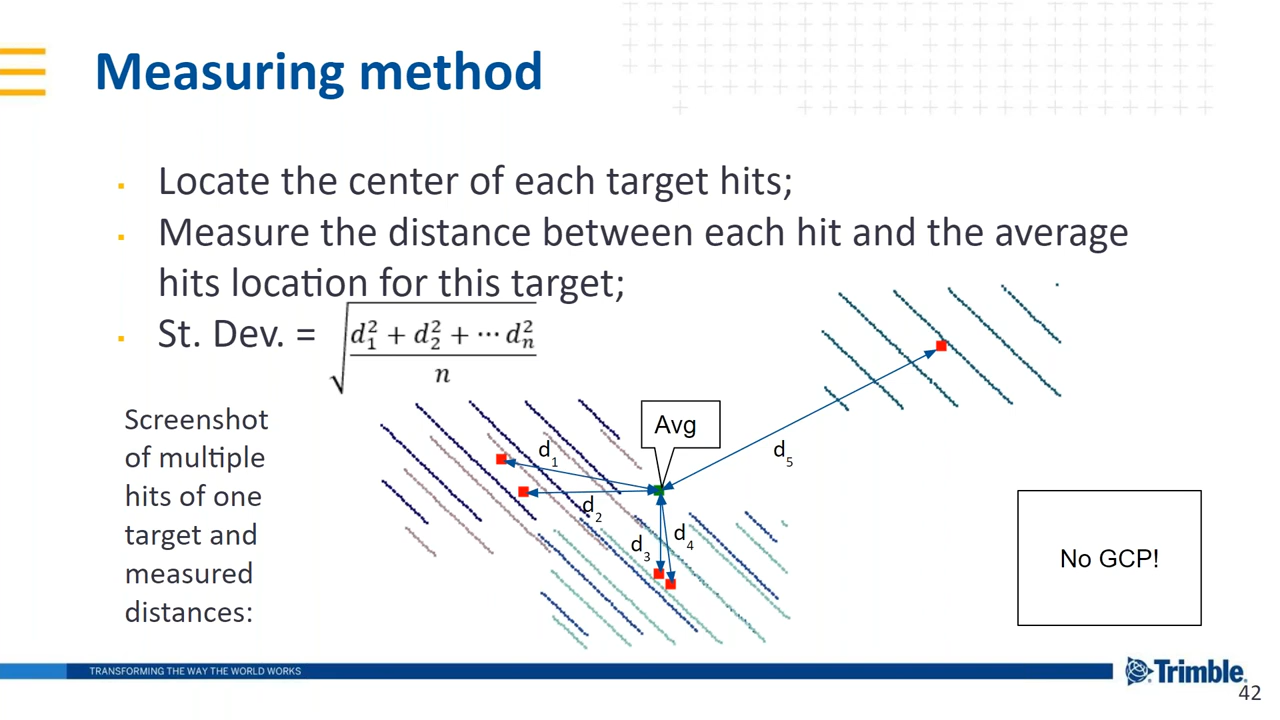 Measuring method
▪ Locate the center of each target hits;
▪ Measure the distance between each hit and the average
hits location for this target;
▪ St. Dev. = √((d₁² + d₂² + ⋯ dₙ²)/n)
Screenshot
of multiple
hits of one
target and
measured
distances:
Avg
d₁
d₂
d₃
d₄
d₅
No GCP!
TRANSFORMING THE WAY THE WORLD WORKS
Trimble.
42